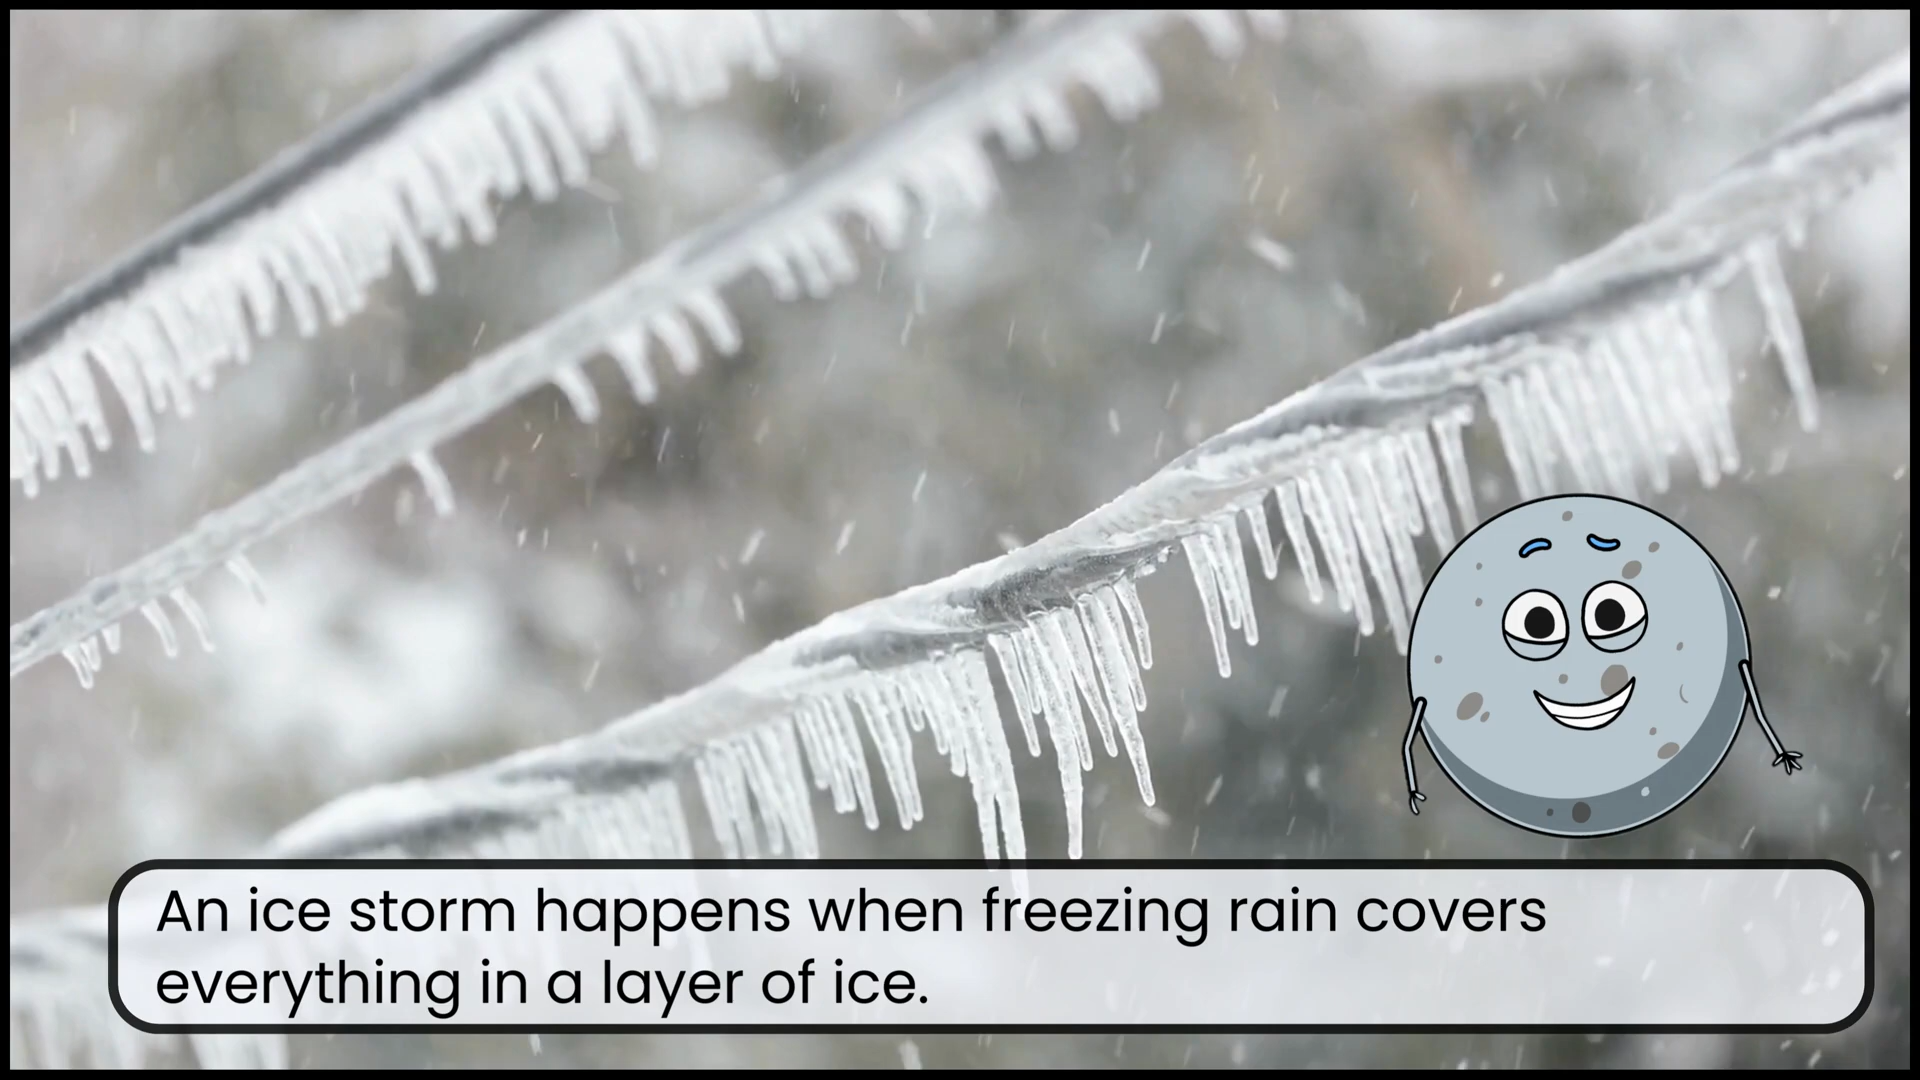 An ice storm happens when freezing rain covers
everything in a layer of ice.